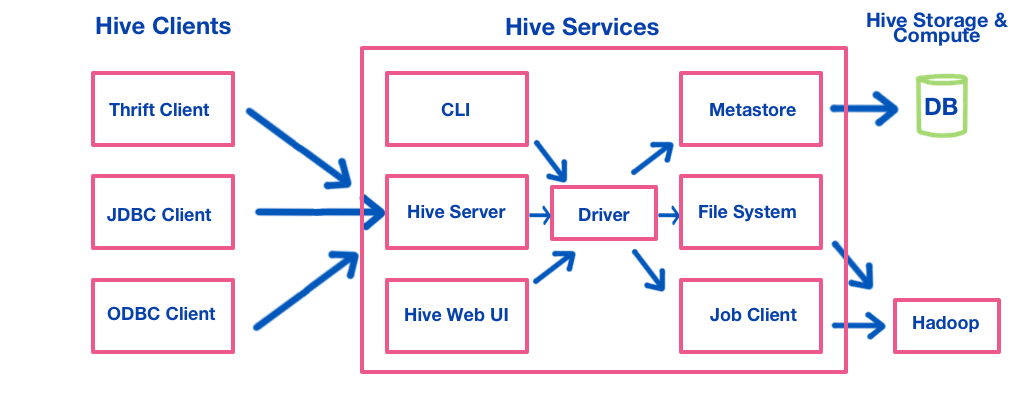 Hive Clients
Hive Services
Hive Storage &
Compute
Thrift Client
CLI
Metastore
DB
JDBC Client
Hive Server
Driver
File System
ODBC Client
Hive Web UI
Job Client
Hadoop